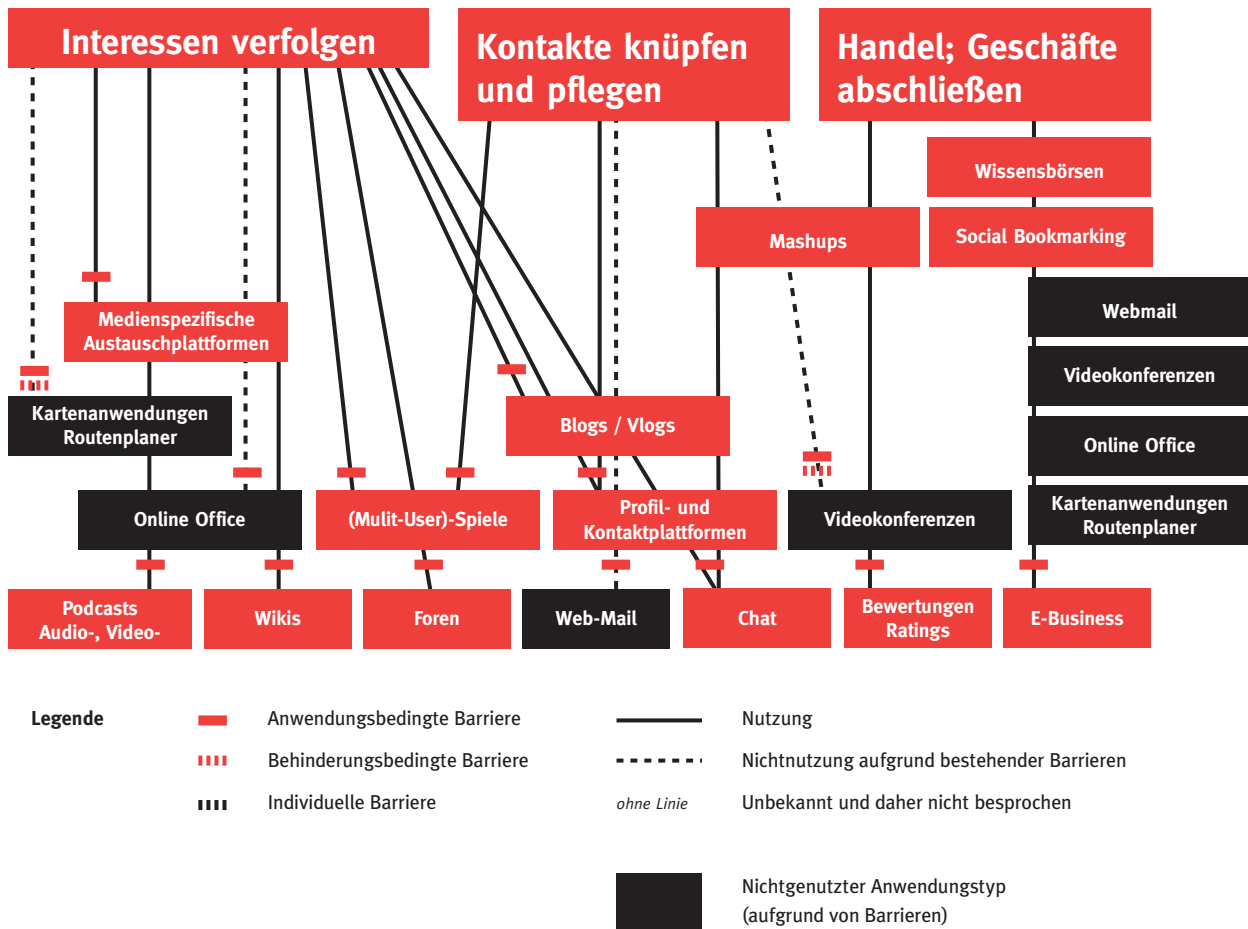 Interessen verfolgen
Kontakte knüpfen
und pflegen
Handel; Geschäfte
abschließen
Wissensbörsen
Mashups
Social Bookmarking
Medienspezifische
Austauschplattformen
Webmail
Videokonferenzen
Kartenanwendungen
Routenplaner
Blogs / Vlogs
Online Office
Online Office
(Mulit-User)-Spiele
Profil- und
Kontaktplattformen
Videokonferenzen
Kartenanwendungen
Routenplaner
Podcasts
Audio-, Video-
Wikis
Foren
Web-Mail
Chat
Bewertungen
Ratings
E-Business
Legende
Anwendungsbedingte Barriere
Nutzung
Behinderungsbedingte Barriere
Nichtnutzung aufgrund bestehender Barrieren
Individuelle Barriere
ohne Linie
Unbekannt und daher nicht besprochen
Nichtgenutzter Anwendungstyp
(aufgrund von Barrieren)